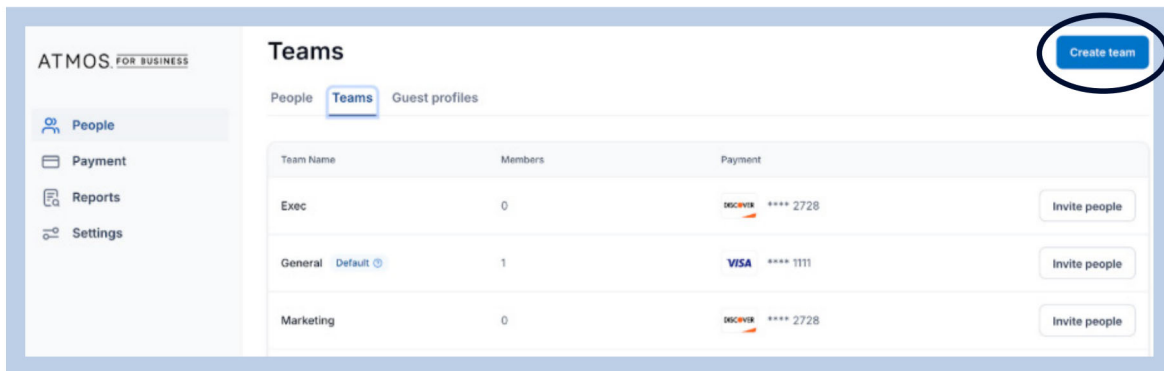 ATMOS FOR BUSINESS
People
Payment
Reports
Settings
Teams
Create team
People Teams Guest profiles
Team Name Members Payment
Exec 0 DISCOVER **** 2728 Invite people
General Default 1 VISA **** 1111 Invite people
Marketing 0 DISCOVER **** 2728 Invite people